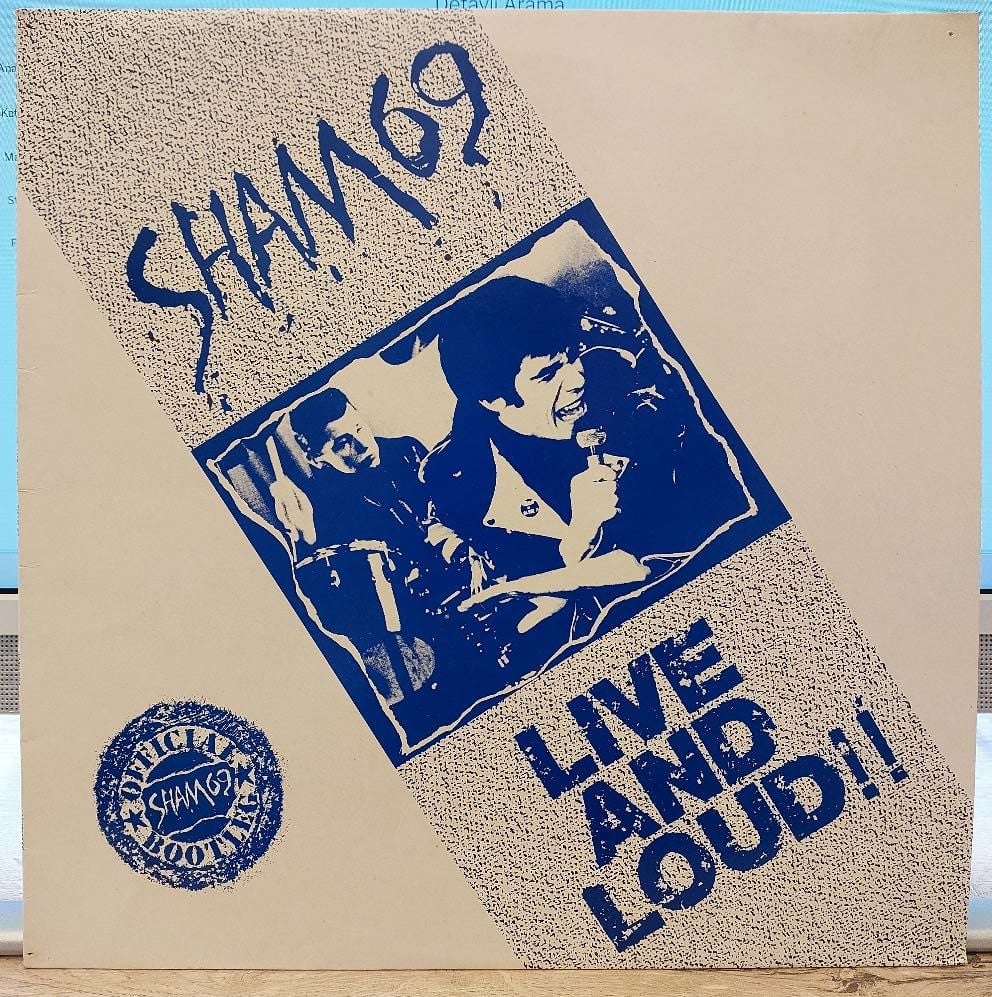 Detaylı Arama
SHAM 69
LIVE
AND
LOUD!!
OFFICIAL
SHAM 69
BOOTLEG